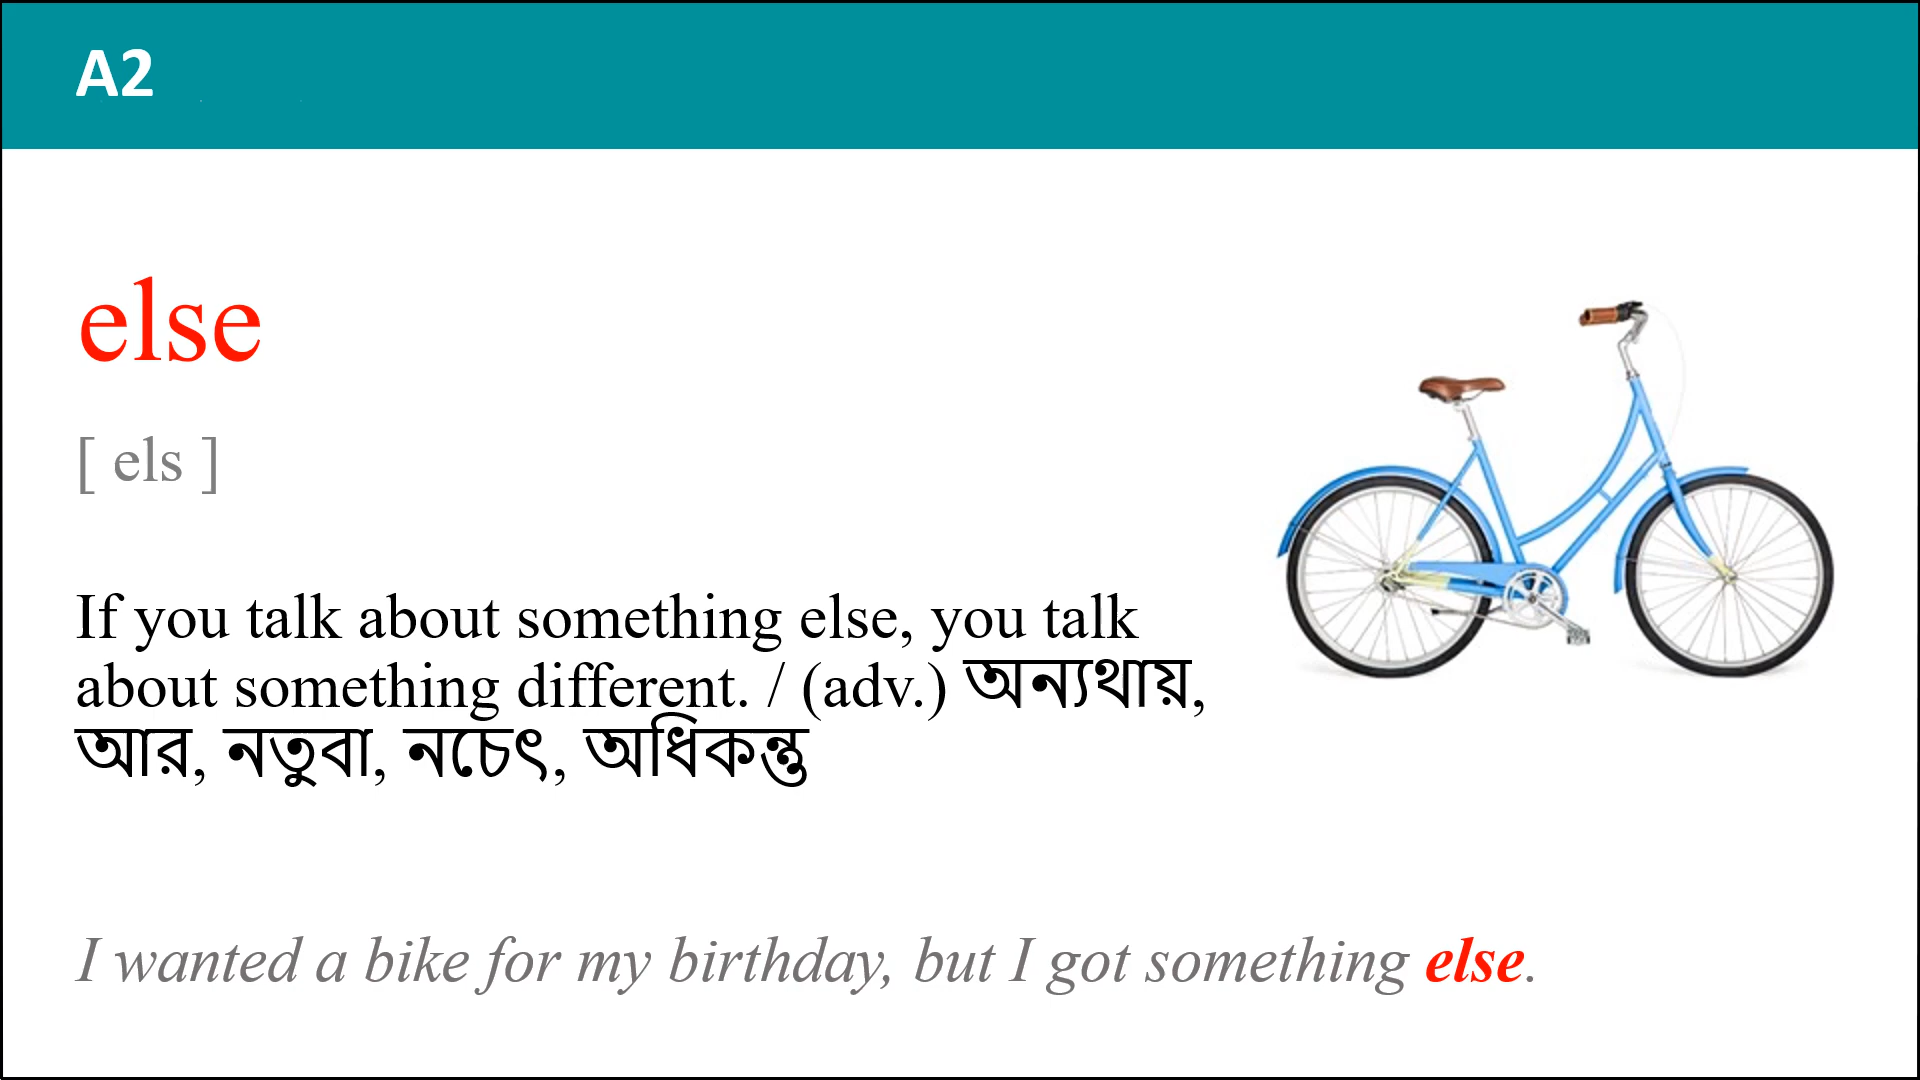 A2
else
[ els ]
If you talk about something else, you talk
about something different. / (adv.) অন্যথায়,
আর, নতুবা, নচেৎ, অধিকন্তু
I wanted a bike for my birthday, but I got something else.